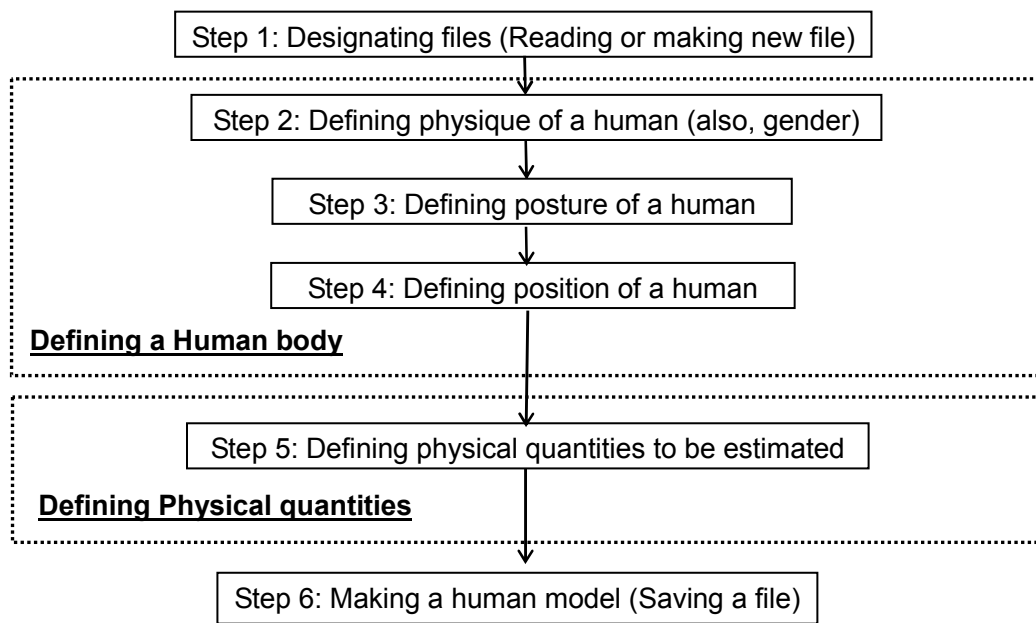 Step 1: Designating files (Reading or making new file)
Step 2: Defining physique of a human (also, gender)
Step 3: Defining posture of a human
Step 4: Defining position of a human
Defining a Human body
Step 5: Defining physical quantities to be estimated
Defining Physical quantities
Step 6: Making a human model (Saving a file)